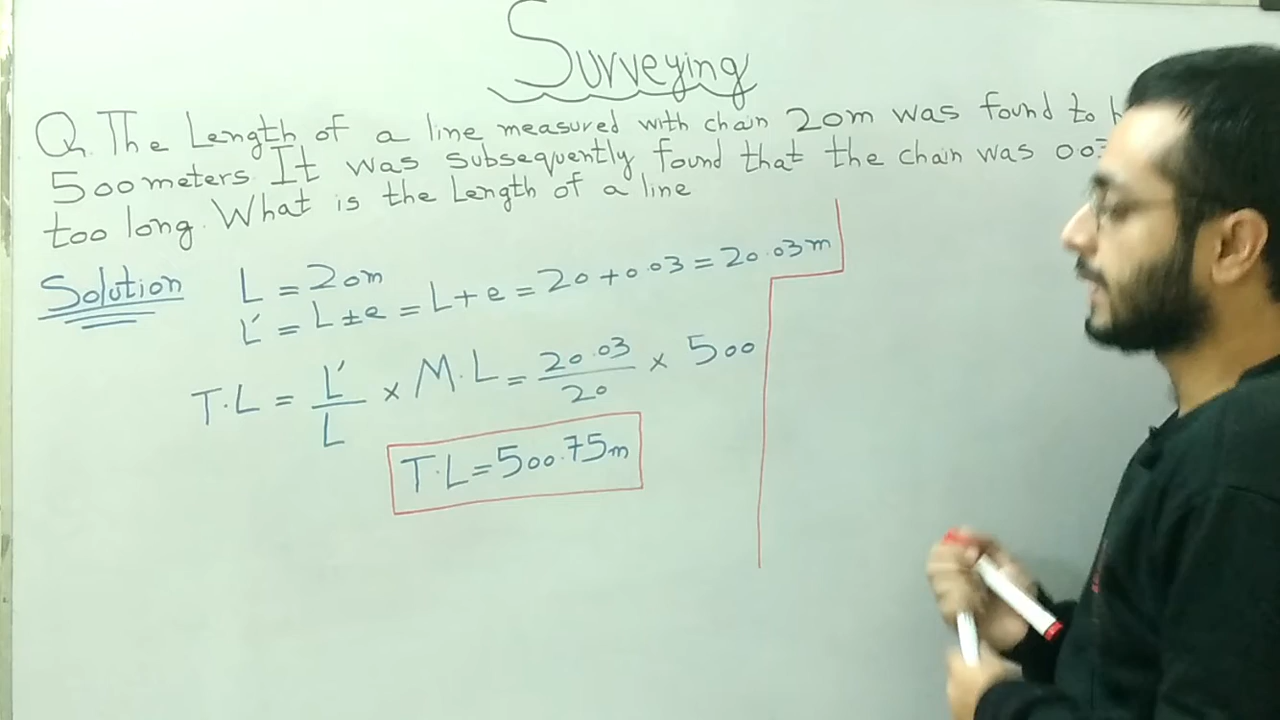 Surveying
Q. The Length of a line measured with chain 20m was found to
500 meters. It was subsequently found that the chain was
too long. What is the Length of a line
Solution
L = 20m
L' = L±e = L+e = 20+0.03 = 20.03m
T.L = L'/L × M.L = 20.03/20 × 500
T.L = 500.75m